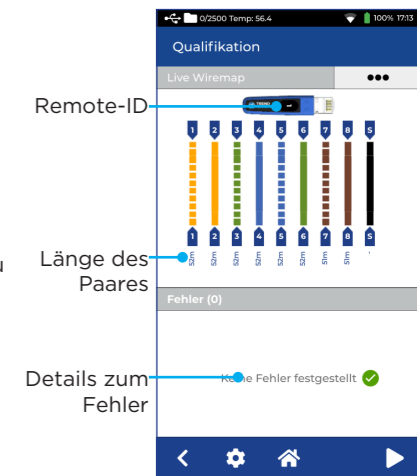 0/2500 Temp: 56.4 100% 17:13
Qualifikation
Live Wiremap •••
Remote-ID
TREND
1 2 3 4 5 6 7 8 S
1 2 3 4 5 6 7 8 S
52m 52m 52m 52m 52m 52m 51m 51m -
u
Länge des
Paares
Fehler (0)
Details zum
Fehler
Keine Fehler festgestellt